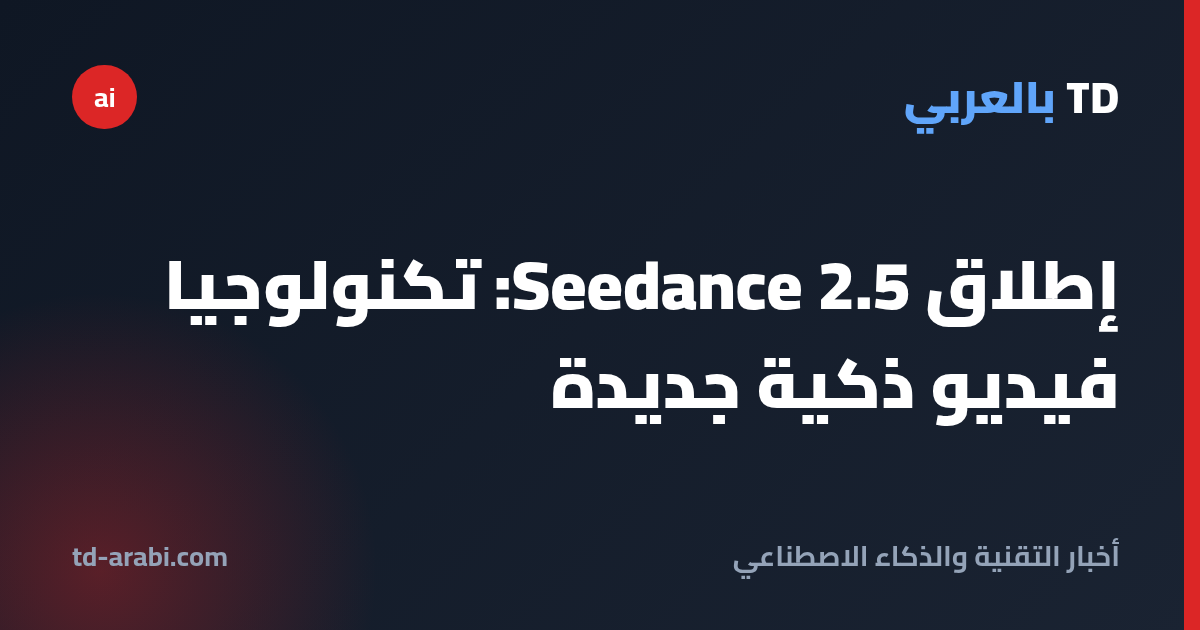 TD بالعربي
ai
إطلاق Seedance 2.5: تكنولوجيا
فيديو ذكية جديدة
أخبار التقنية والذكاء الاصطناعي
td-arabi.com